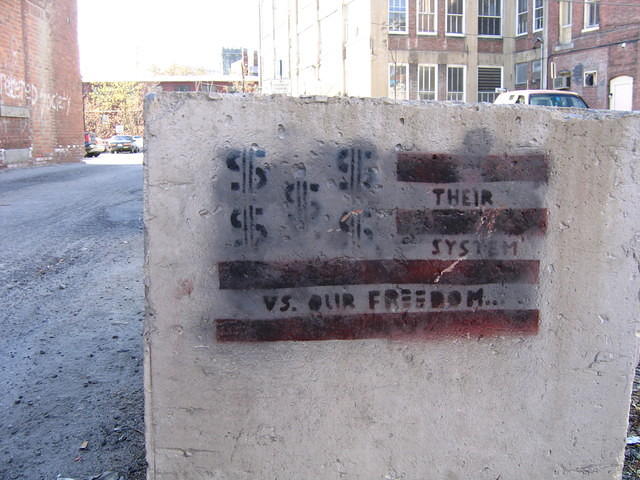 $ $
$
$ $
THEIR
SYSTEM
VS. OUR FREEDOM...